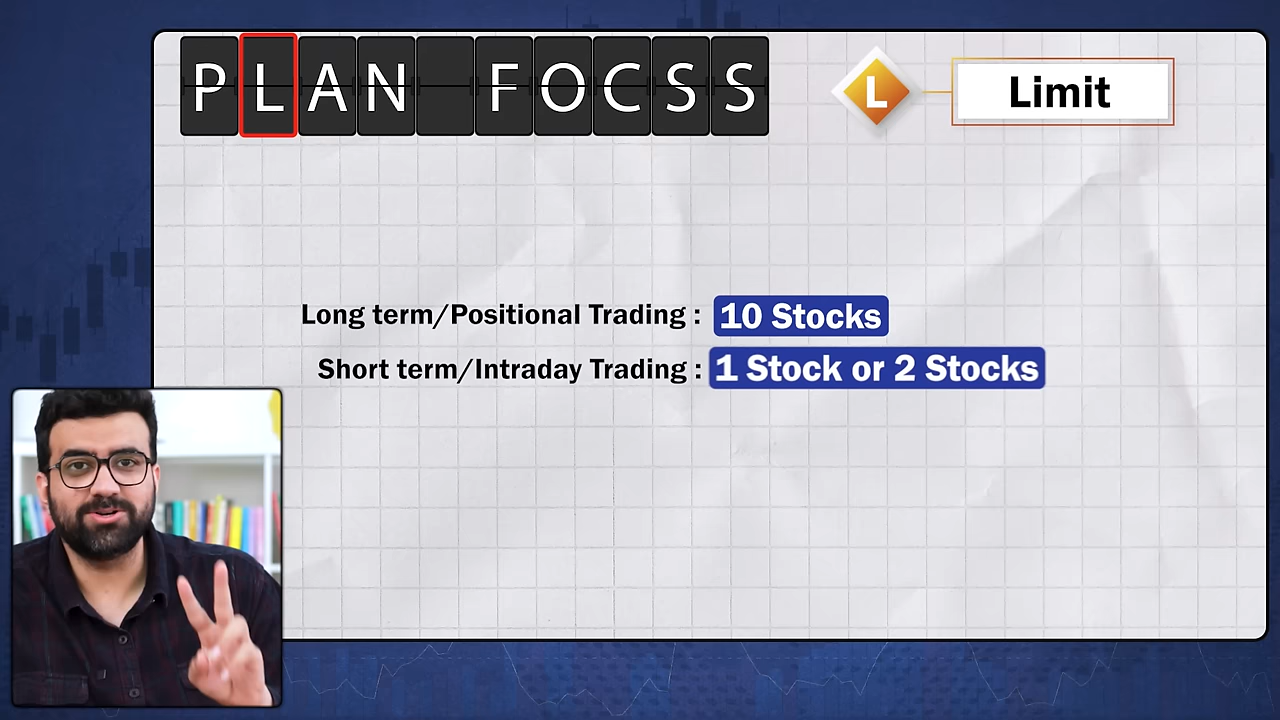 PLAN FOCSS
L
Limit
Long term/Positional Trading : 10 Stocks
Short term/Intraday Trading : 1 Stock or 2 Stocks